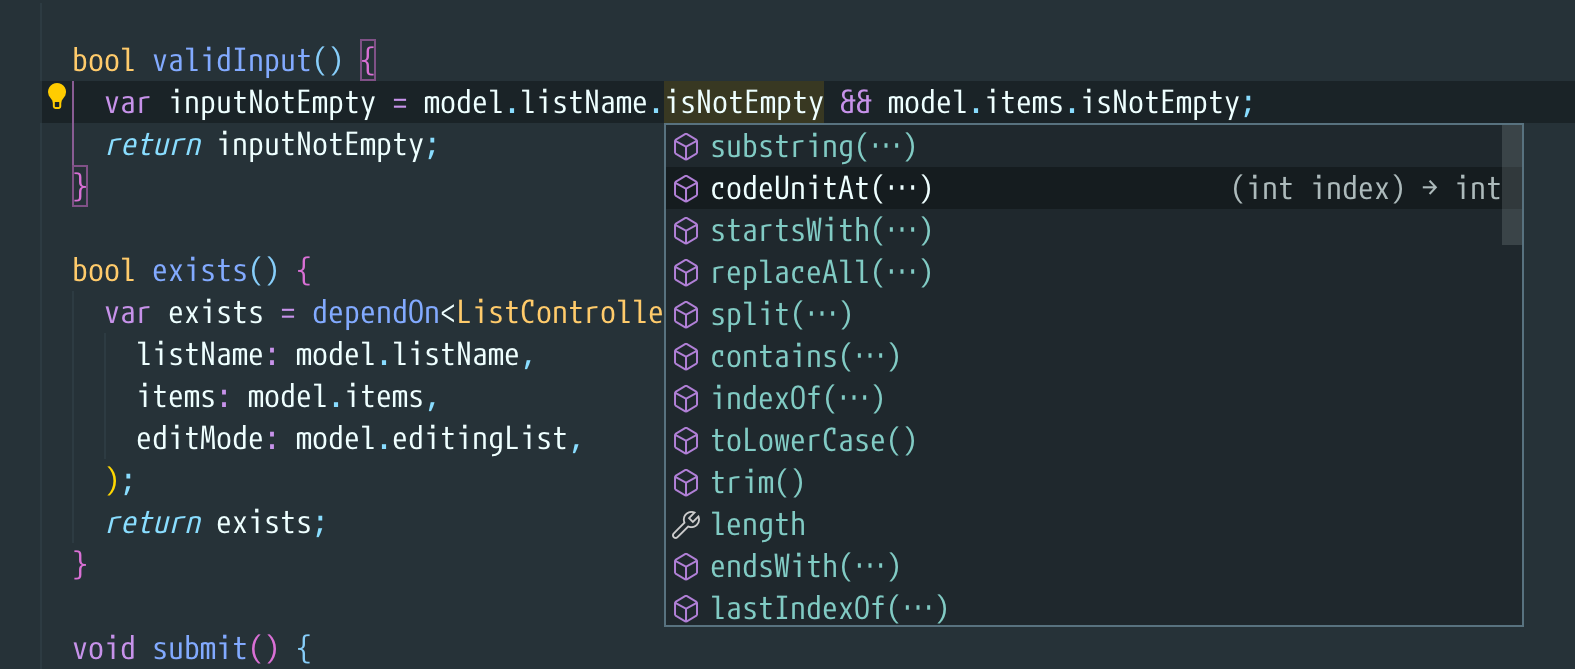 bool validInput() {
var inputNotEmpty = model.listName.isNotEmpty && model.items.isNotEmpty;
return inputNotEmpty;
}
bool exists() {
var exists = dependOn<ListControlle
listName: model.listName,
items: model.items,
editMode: model.editingList,
);
return exists;
}
void submit() {
substring(…)
codeUnitAt(…) (int index) → int
startsWith(…)
replaceAll(…)
split(…)
contains(…)
indexOf(…)
toLowerCase()
trim()
length
endsWith(…)
lastIndexOf(…)